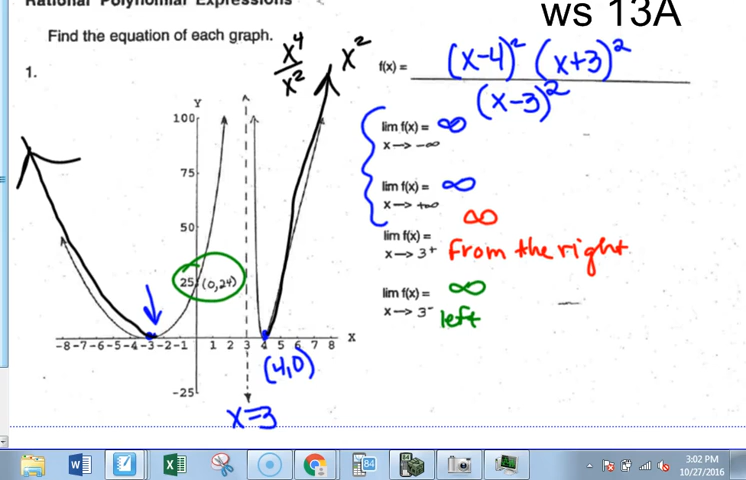 Rational Polynomial Expressions
ws 13A
Find the equation of each graph.
1.
x⁴
x²
x²
f(x) = (x-4)² (x+3)²
(x-3)²
lim f(x) = ∞
x —> -∞
lim f(x) = ∞
x —> +∞
∞
lim f(x) =
x —> 3⁺ From the right
lim f(x) = ∞
x —> 3⁻ left
Y
100
75
50
25
(0,24)
-8 -7 -6 -5 -4 -3 -2 -1 1 2 3 4 5 6 7 8 X
(4,0)
-25
x=3
84
3:02 PM
10/27/2016